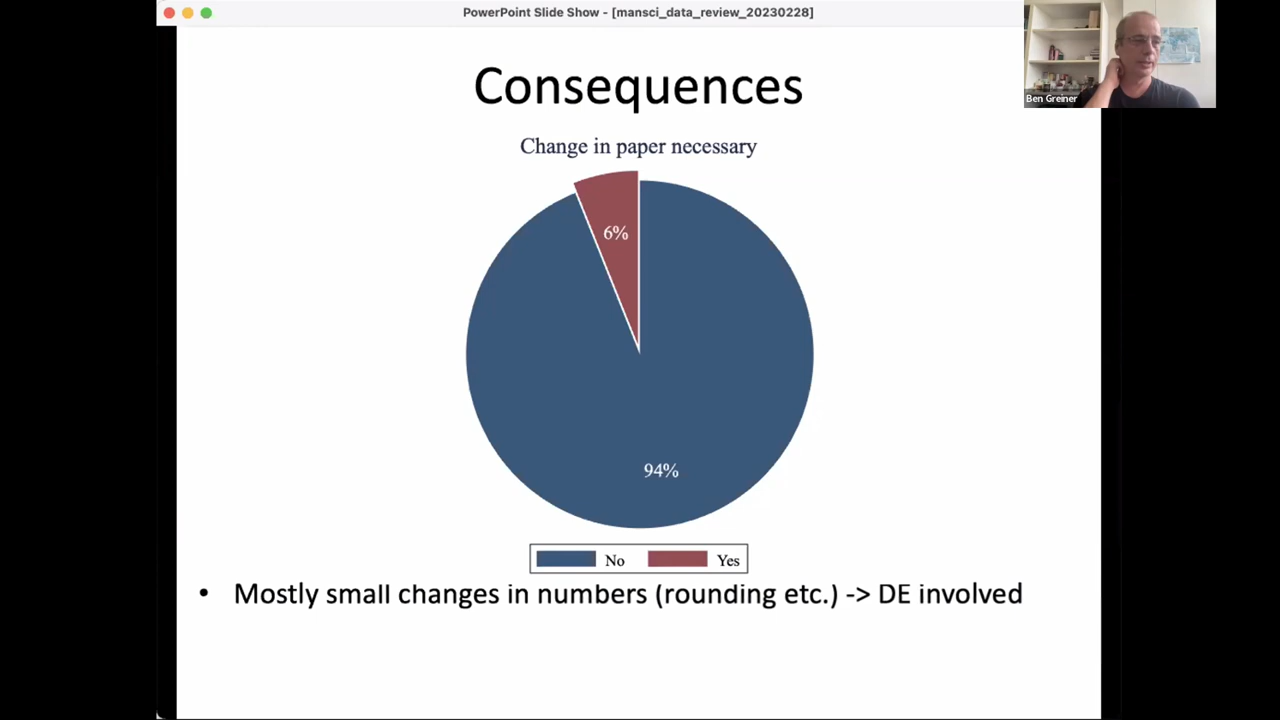 PowerPoint Slide Show - [mansci_data_review_20230228]
Ben Greiner
Consequences
Change in paper necessary
6%
94%
No
Yes
• Mostly small changes in numbers (rounding etc.) -> DE involved